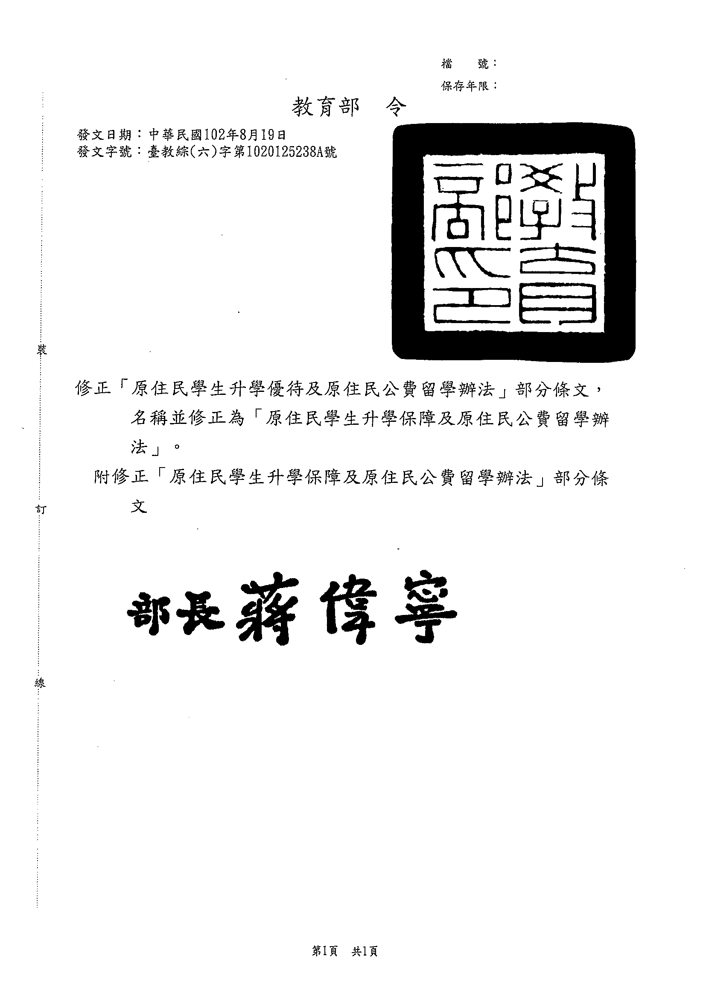 檔　　號：
保存年限：
教育部　令
發文日期：中華民國102年8月19日
發文字號：臺教綜(六)字第1020125238A號
教育部印
修正「原住民學生升學優待及原住民公費留學辦法」部分條文，
名稱並修正為「原住民學生升學保障及原住民公費留學辦
法」。
附修正「原住民學生升學保障及原住民公費留學辦法」部分條
文
部長蔣偉寧
裝
訂
線
第1頁　共1頁